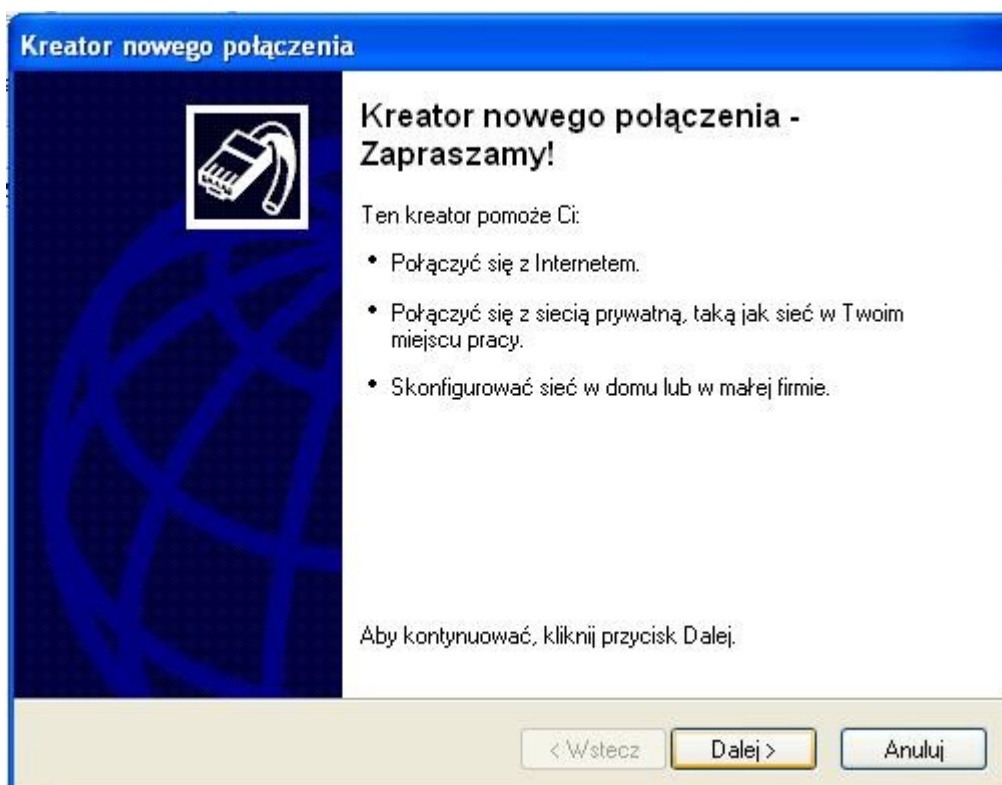 Kreator nowego połączenia
Kreator nowego połączenia -
Zapraszamy!
Ten kreator pomoże Ci:
• Połączyć się z Internetem.
• Połączyć się z siecią prywatną, taką jak sieć w Twoim
miejscu pracy.
• Skonfigurować sieć w domu lub w małej firmie.
Aby kontynuować, kliknij przycisk Dalej.
< Wstecz Dalej > Anuluj